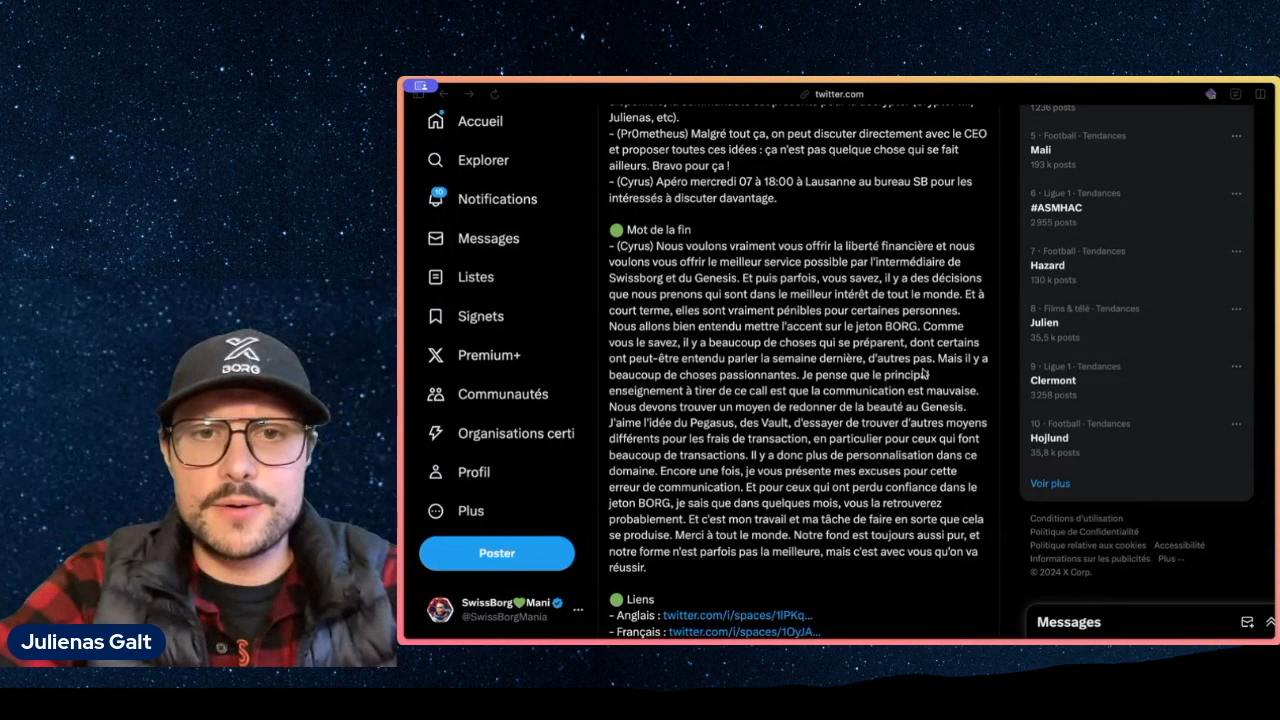 twitter.com
Accueil
Explorer
10
Notifications
Messages
Listes
Signets
Premium+
Communautés
Organisations certi
Profil
Plus
Poster
SwissBorg💚Mani
@SwissBorgMania
Julienas, etc).
- (Pr0metheus) Malgré tout ça, on peut discuter directement avec le CEO
et proposer toutes ces idées : ça n'est pas quelque chose qui se fait
ailleurs. Bravo pour ça !
- (Cyrus) Apéro mercredi 07 à 18:00 à Lausanne au bureau SB pour les
intéressés à discuter davantage.
🟢 Mot de la fin
- (Cyrus) Nous voulons vraiment vous offrir la liberté financière et nous
voulons vous offrir le meilleur service possible par l'intermédiaire de
Swissborg et du Genesis. Et puis parfois, vous savez, il y a des décisions
que nous prenons qui sont dans le meilleur intérêt de tout le monde. Et à
court terme, elles sont vraiment pénibles pour certaines personnes.
Nous allons bien entendu mettre l'accent sur le jeton BORG. Comme
vous le savez, il y a beaucoup de choses qui se préparent, dont certains
ont peut-être entendu parler la semaine dernière, d'autres pas. Mais il y a
beaucoup de choses passionnantes. Je pense que le principal
enseignement à tirer de ce call est que la communication est mauvaise.
Nous devons trouver un moyen de redonner de la beauté au Genesis.
J'aime l'idée du Pegasus, des Vault, d'essayer de trouver d'autres moyens
différents pour les frais de transaction, en particulier pour ceux qui font
beaucoup de transactions. Il y a donc plus de personnalisation dans ce
domaine. Encore une fois, je vous présente mes excuses pour cette
erreur de communication. Et pour ceux qui ont perdu confiance dans le
jeton BORG, je sais que dans quelques mois, vous la retrouverez
probablement. Et c'est mon travail et ma tâche de faire en sorte que cela
se produise. Merci à tout le monde. Notre fond est toujours aussi pur, et
notre forme n'est parfois pas la meilleure, mais c'est avec vous qu'on va
réussir.
🟢 Liens
- Anglais : twitter.com/i/spaces/1lPKq...
- Français : twitter.com/i/spaces/1OyJA...
1 236 posts
5 · Football · Tendances
Mali
193 k posts
6 · Ligue 1 · Tendances
#ASMHAC
2 955 posts
7 · Football · Tendances
Hazard
130 k posts
8 · Films & télé · Tendances
Julien
35,5 k posts
9 · Ligue 1 · Tendances
Clermont
3 258 posts
10 · Football · Tendances
Hojlund
35,8 k posts
Voir plus
Conditions d'utilisation
Politique de Confidentialité
Politique relative aux cookies Accessibilité
Informations sur les publicités Plus ···
© 2024 X Corp.
Messages
BORG
Julienas Galt